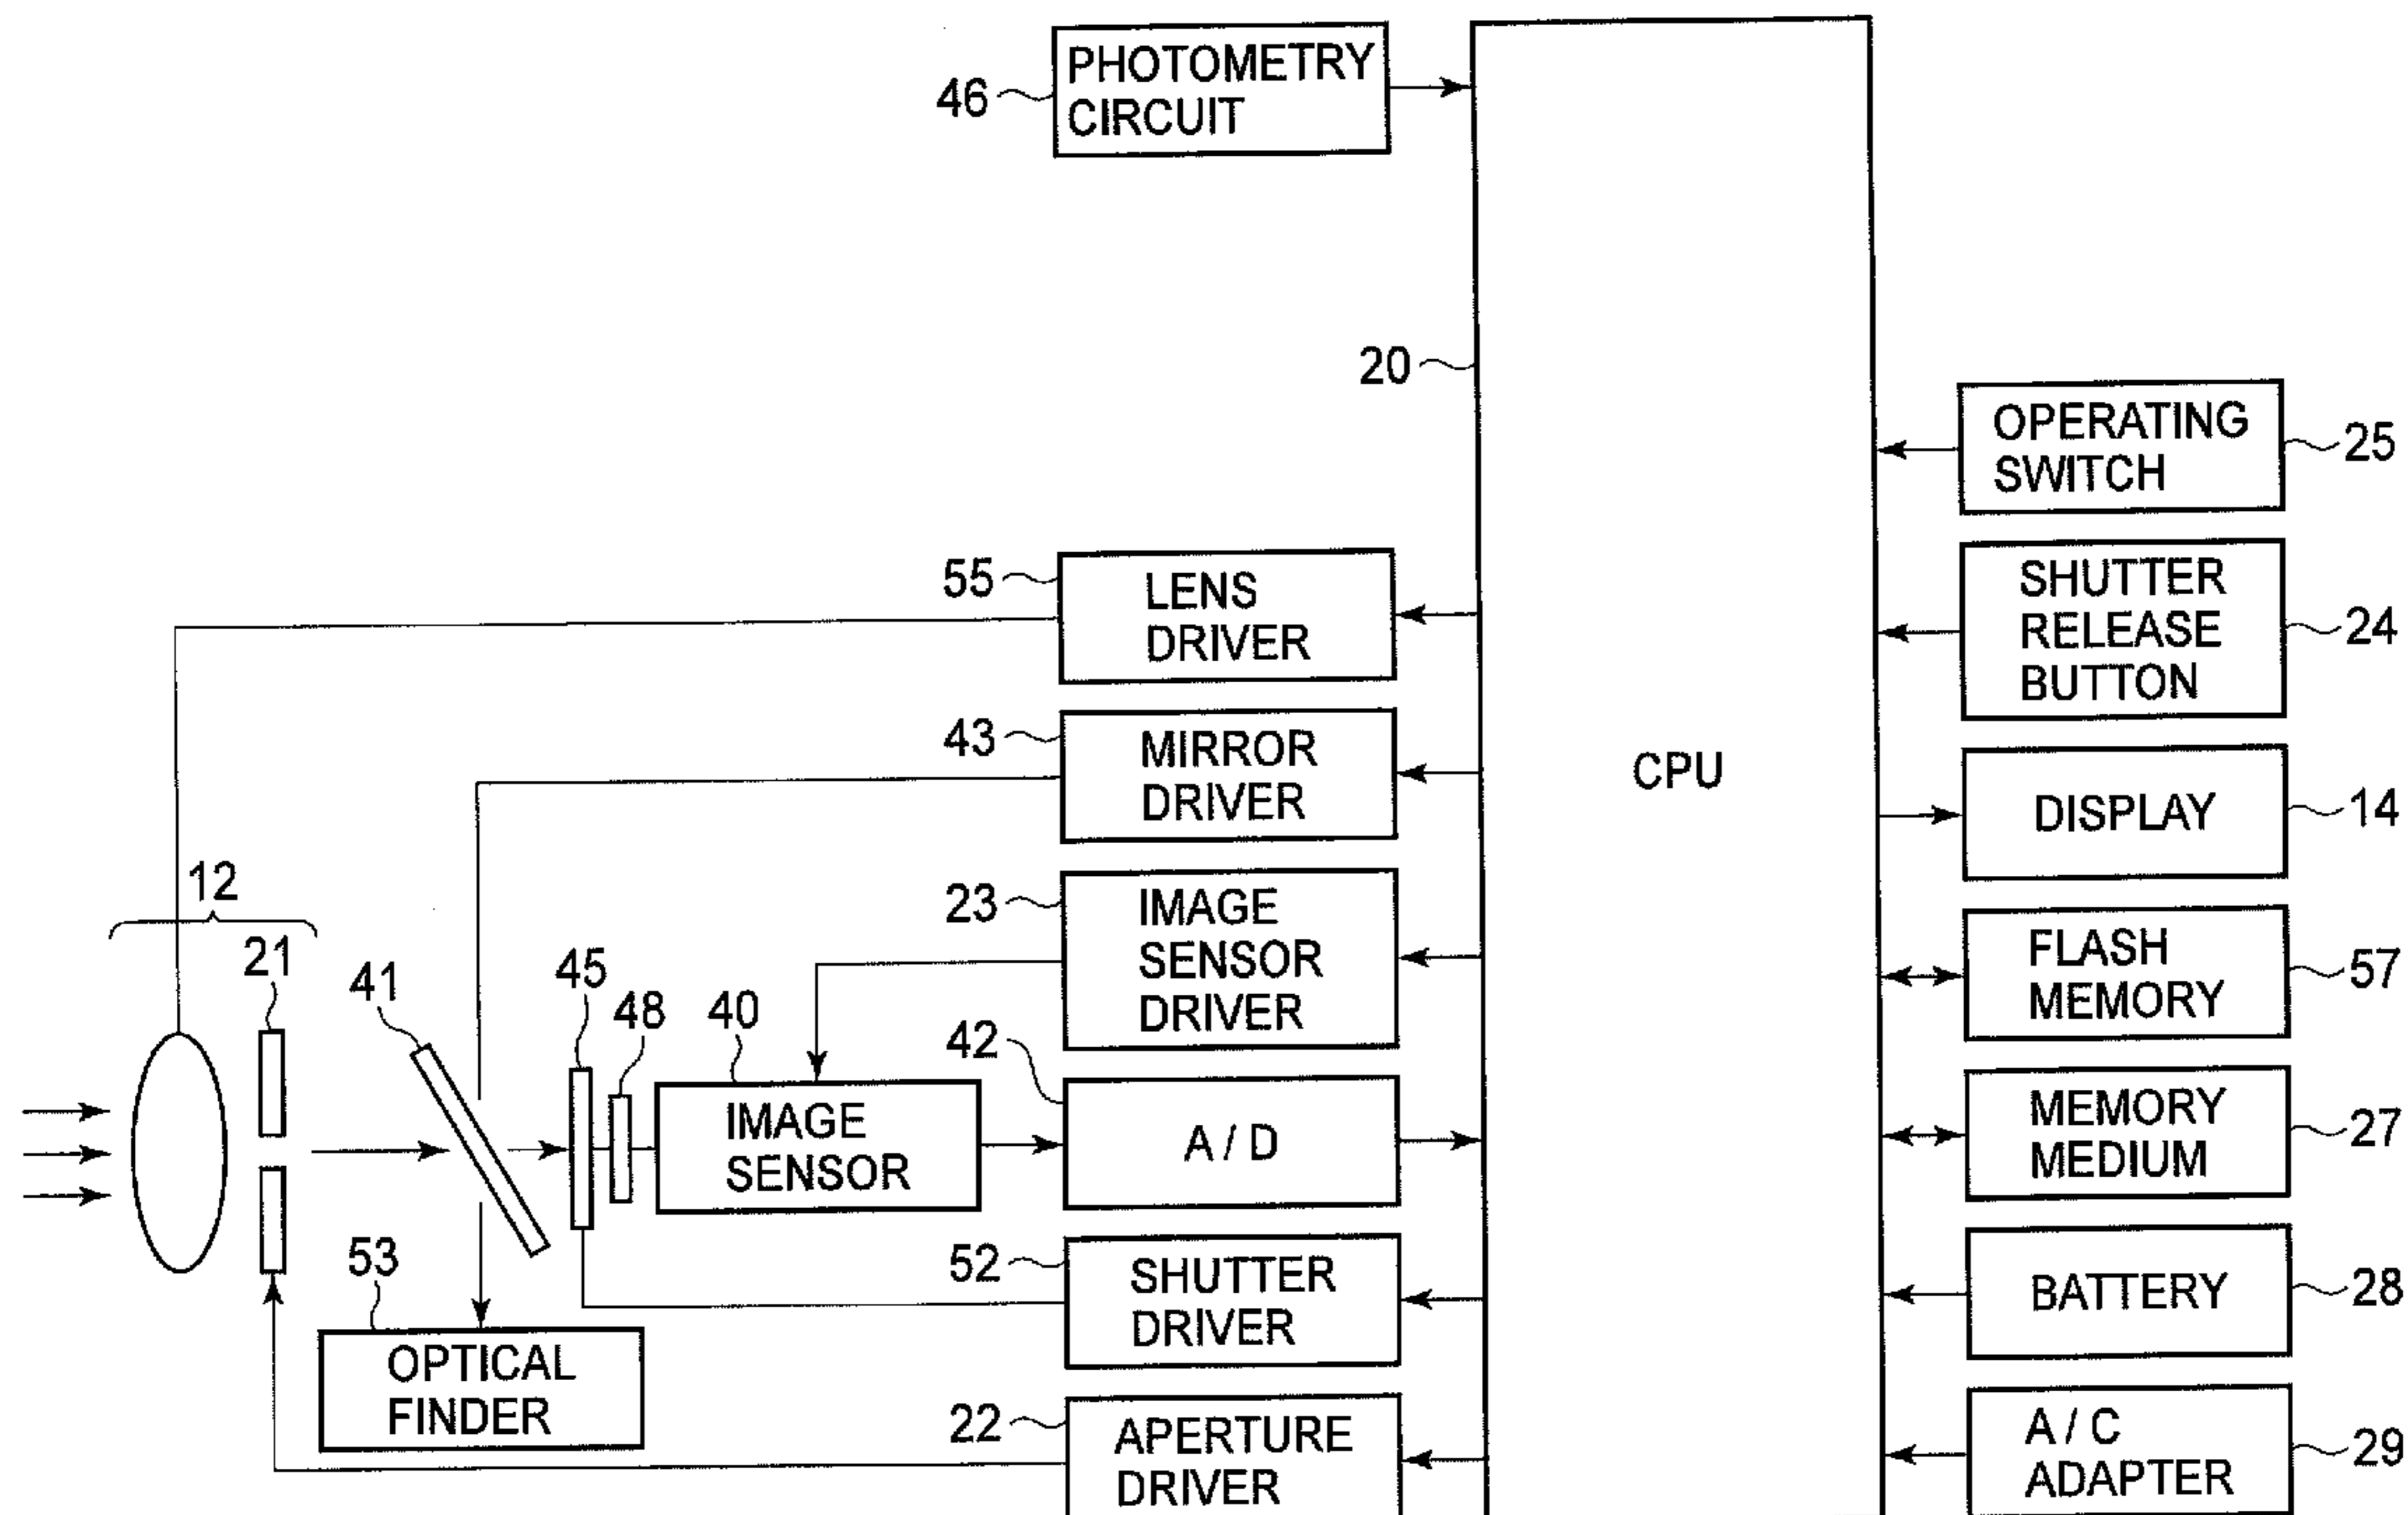 46
PHOTOMETRY
CIRCUIT
20
OPERATING
SWITCH
25
55
LENS
DRIVER
SHUTTER
RELEASE
BUTTON
24
43
MIRROR
DRIVER
CPU
DISPLAY
14
12
21
41
45
48
40
23
IMAGE
SENSOR
DRIVER
FLASH
MEMORY
57
IMAGE
SENSOR
42
A / D
MEMORY
MEDIUM
27
53
OPTICAL
FINDER
52
SHUTTER
DRIVER
BATTERY
28
22
APERTURE
DRIVER
A / C
ADAPTER
29